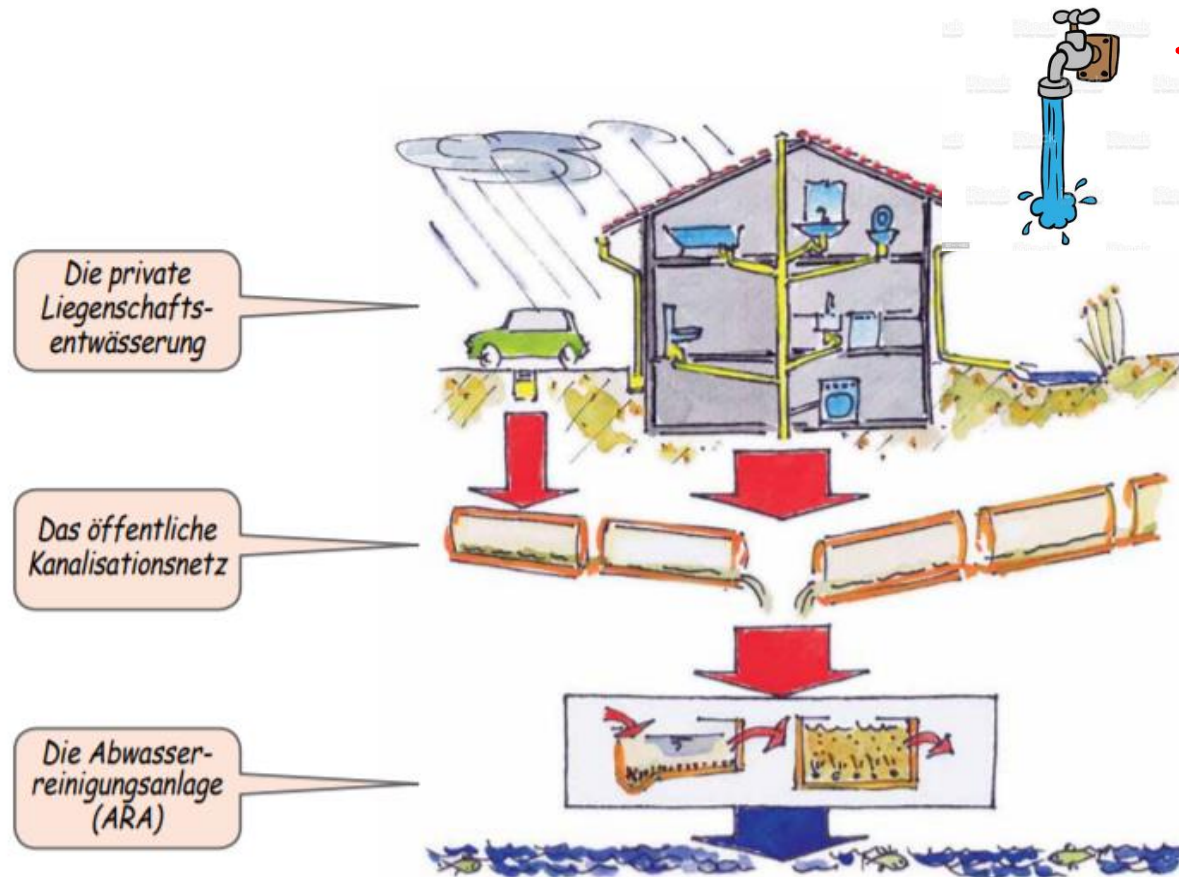 Die private
Liegenschafts-
entwässerung
Das öffentliche
Kanalisationsnetz
Die Abwasser-
reinigungsanlage
(ARA)